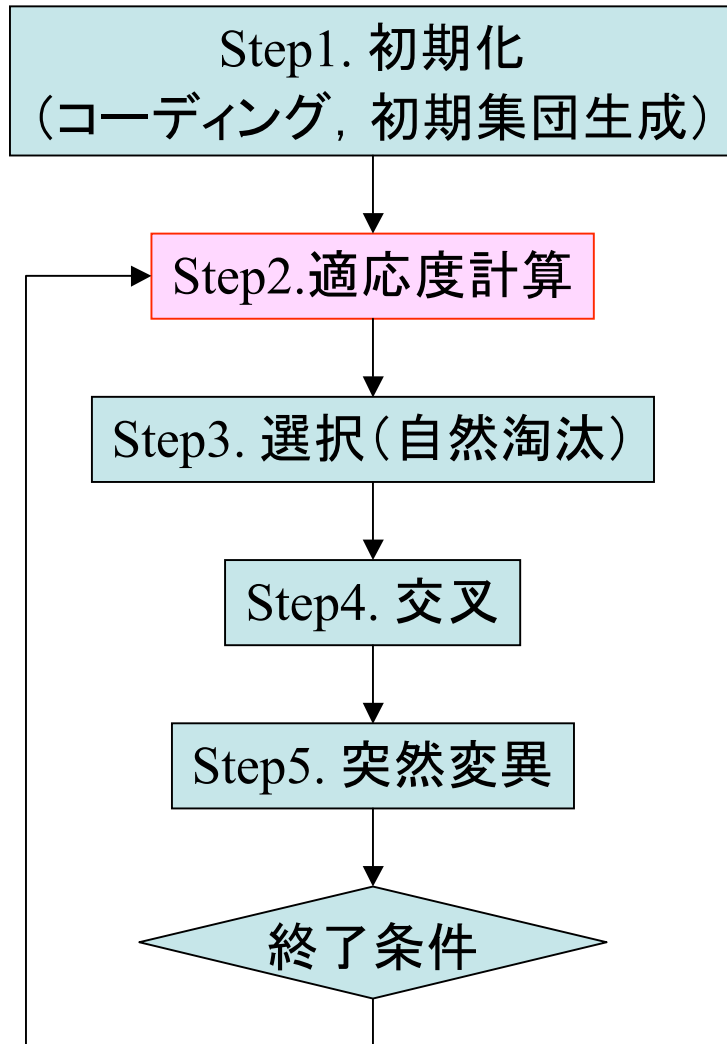 Step1. 初期化
（コーディング，初期集団生成）
Step2.適応度計算
Step3. 選択（自然淘汰）
Step4. 交叉
Step5. 突然変異
終了条件